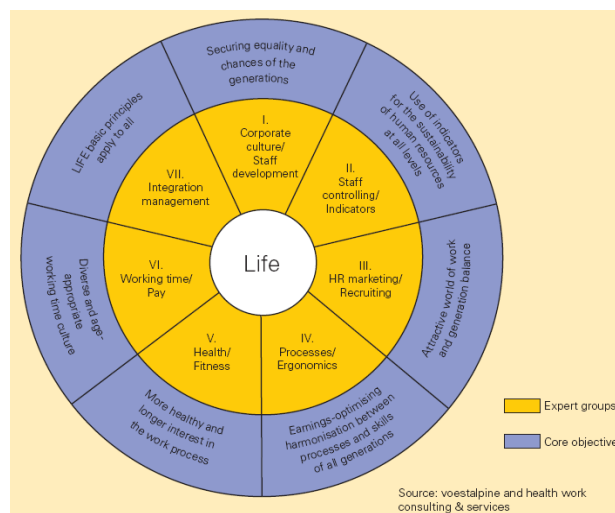 Securing equality and
chances of the
generations
Use of indicators
for the sustainability
of human resources
at all levels
Attractive world of work
and generation balance
Earnings-optimising
harmonisation between
processes and skills
of all generations
More healthy and
longer interest in
the work process
Diverse and age-
appropriate
working time culture
LIFE basic principles
apply to all
I.
Corporate
culture/
Staff
development
II.
Staff
controlling/
Indicators
III.
HR marketing/
Recruiting
IV.
Processes/
Ergonomics
V.
Health/
Fitness
VI.
Working time/
Pay
VII.
Integration
management
Life
Expert groups
Core objective
Source: voestalpine and health work
consulting & services